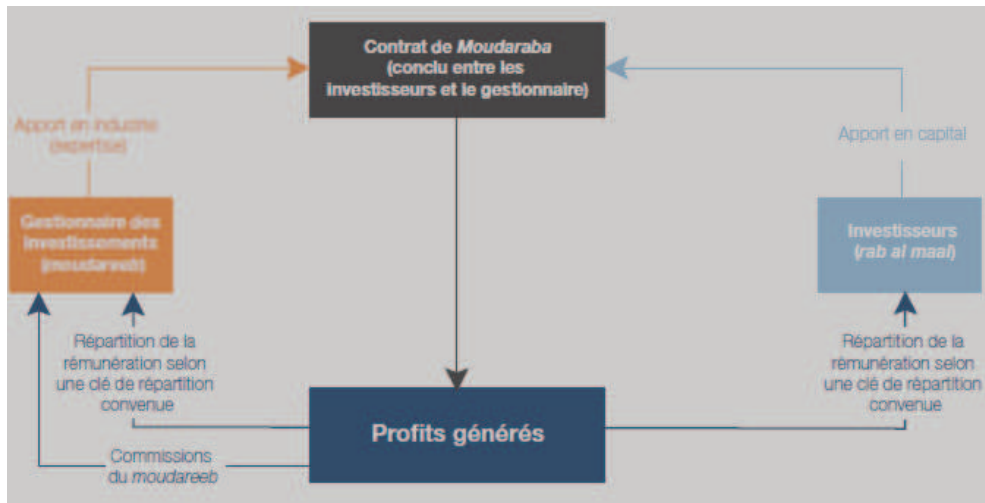 Contrat de Moudaraba
(conclu entre les
investisseurs et le gestionnaire)
Apport en industrie
(expertise)
Apport en capital
Gestionnaire des
investissements
(moudareeb)
Investisseurs
(rab al maal)
Répartition de la
rémunération selon
une clé de répartition
convenue
Répartition de la
rémunération selon
une clé de répartition
convenue
Profits générés
Commissions
du moudareeb